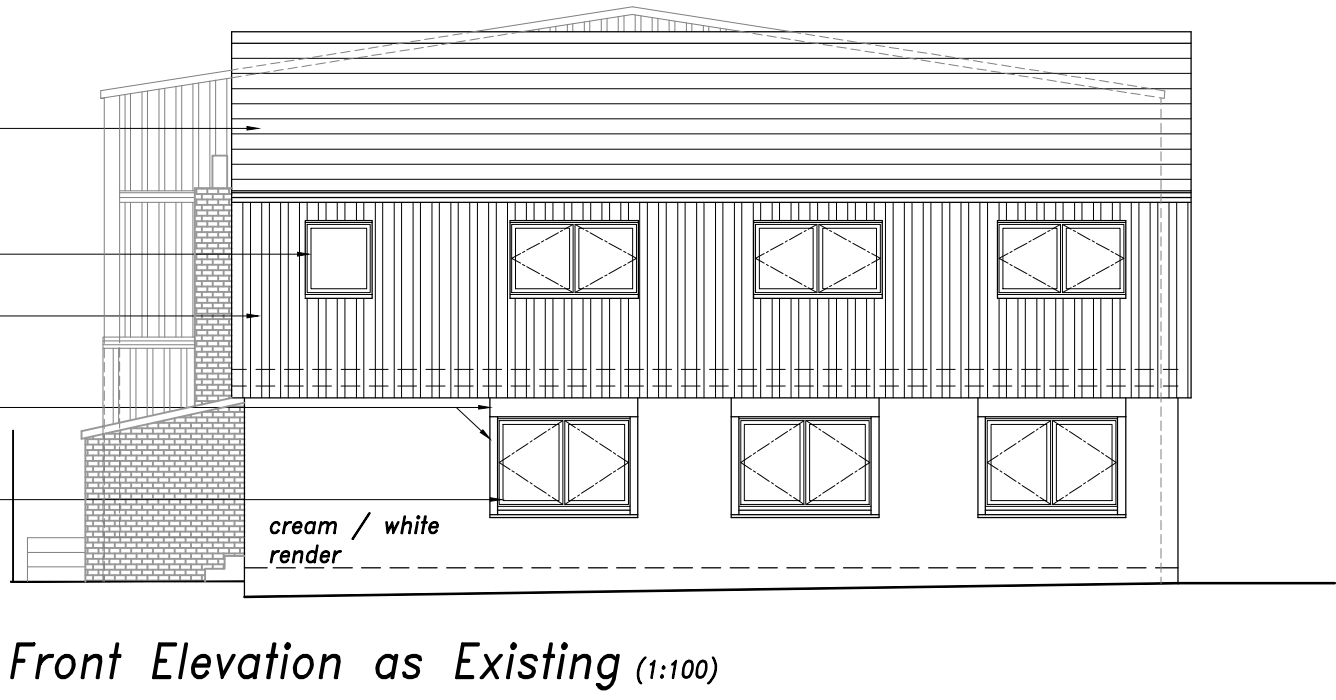 cream / white
render
Front Elevation as Existing (1:100)